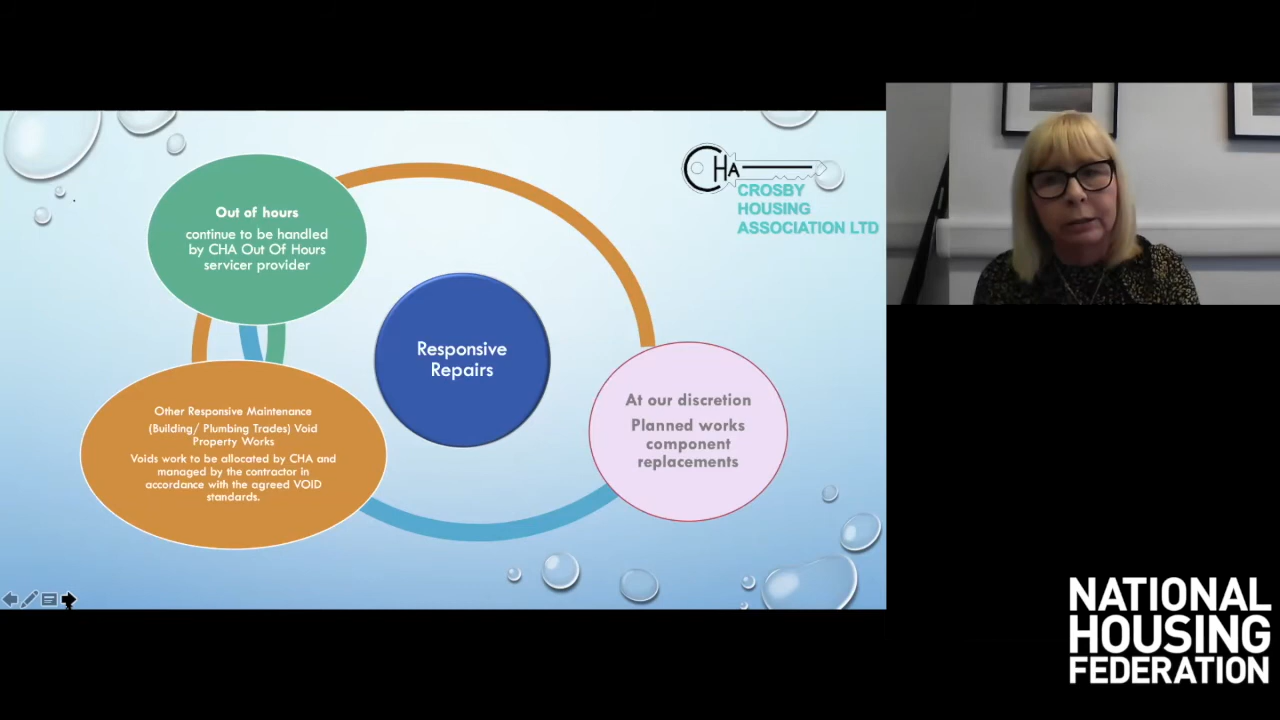 Out of hours
continue to be handled
by CHA Out Of Hours
servicer provider
CHA
CROSBY
HOUSING
ASSOCIATION LTD
Responsive
Repairs
At our discretion
Planned works
component
replacements
Other Responsive Maintenance
(Building/ Plumbing Trades) Void
Property Works
Voids work to be allocated by CHA and
managed by the contractor in
accordance with the agreed VOID
standards.
NATIONAL
HOUSING
FEDERATION